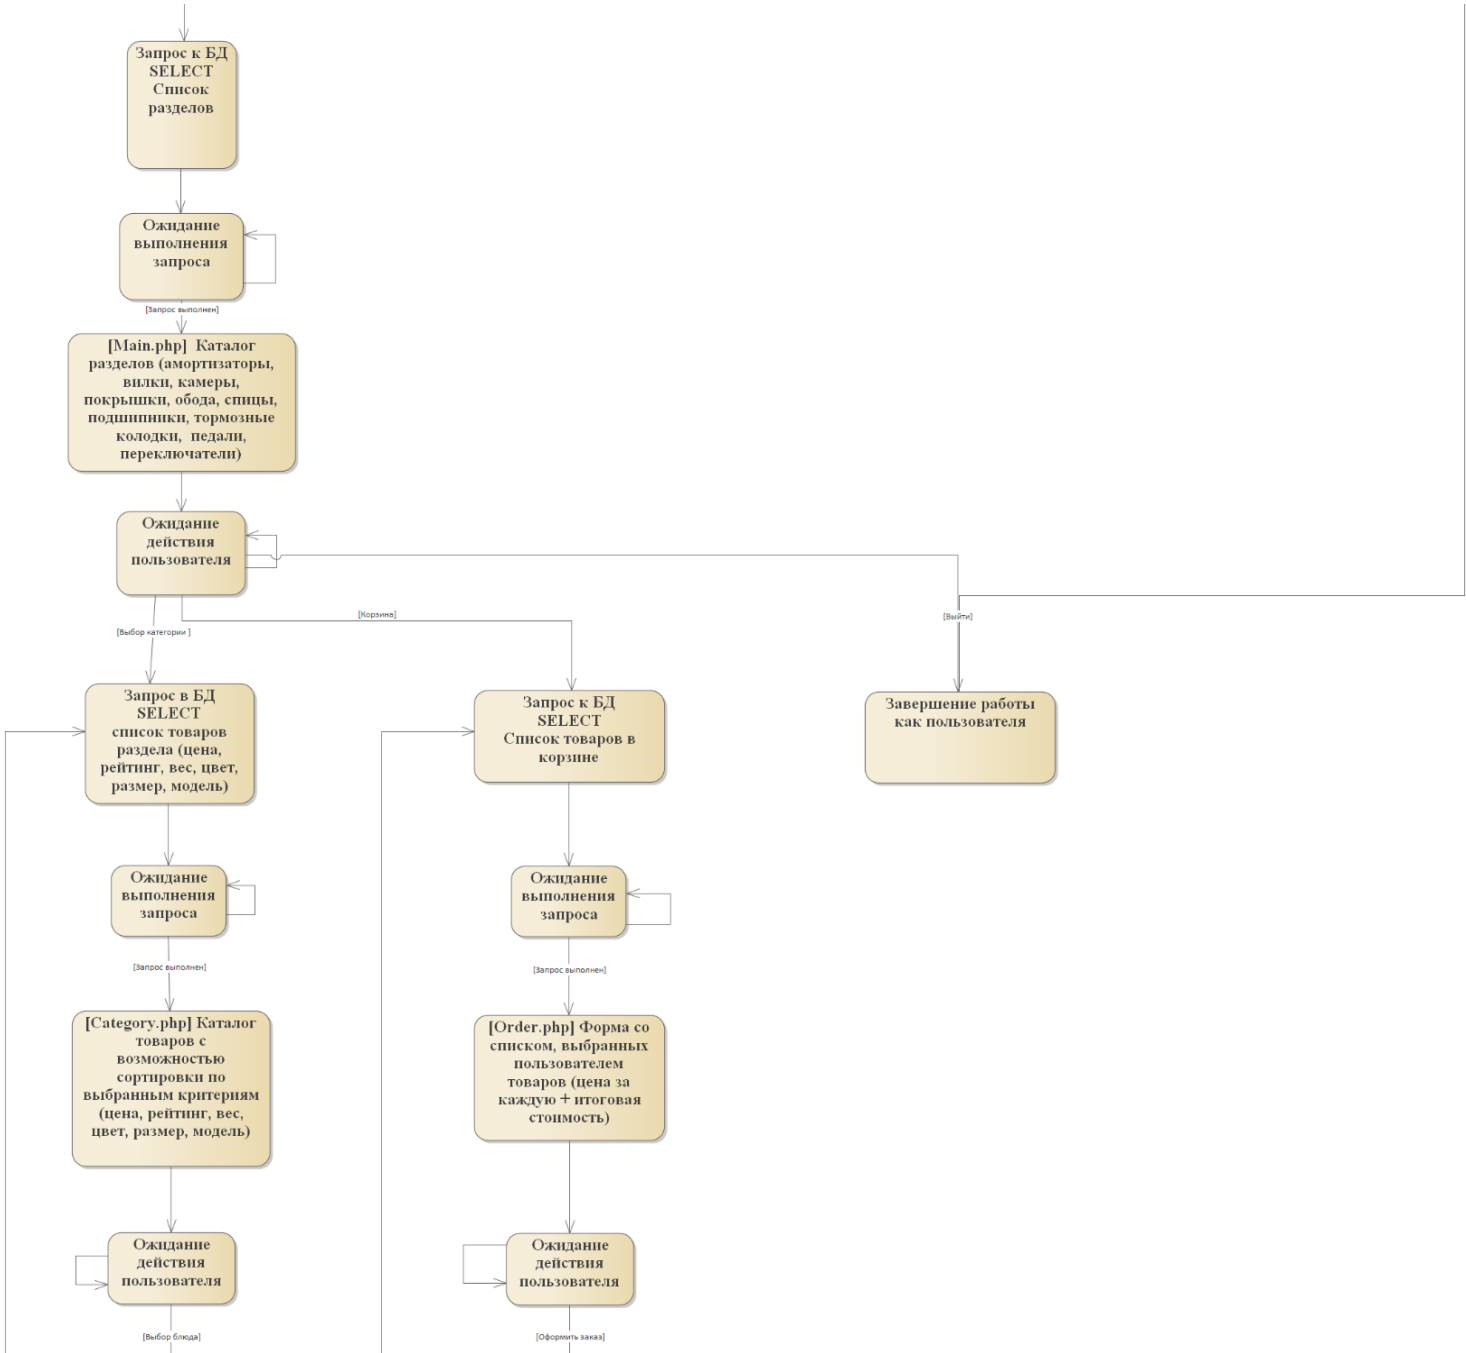 Запрос к БД
SELECT
Список
разделов
Ожидание
выполнения
запроса
[Запрос выполнен]
[Main.php] Каталог
разделов (амортизаторы,
вилки, камеры,
покрышки, обода, спицы,
подшипники, тормозные
колодки, педали,
переключатели)
Ожидание
действия
пользователя
[Выбор категории ]
[Корзина]
[Выйти]
Запрос в БД
SELECT
список товаров
раздела (цена,
рейтинг, вес, цвет,
размер, модель)
Запрос к БД
SELECT
Список товаров в
корзине
Завершение работы
как пользователя
Ожидание
выполнения
запроса
Ожидание
выполнения
запроса
[Запрос выполнен]
[Запрос выполнен]
[Category.php] Каталог
товаров с
возможностью
сортировки по
выбранным критериям
(цена, рейтинг, вес,
цвет, размер, модель)
[Order.php] Форма со
списком, выбранных
пользователем
товаров (цена за
каждую + итоговая
стоимость)
Ожидание
действия
пользователя
Ожидание
действия
пользователя
[Выбор блюда]
[Оформить заказ]